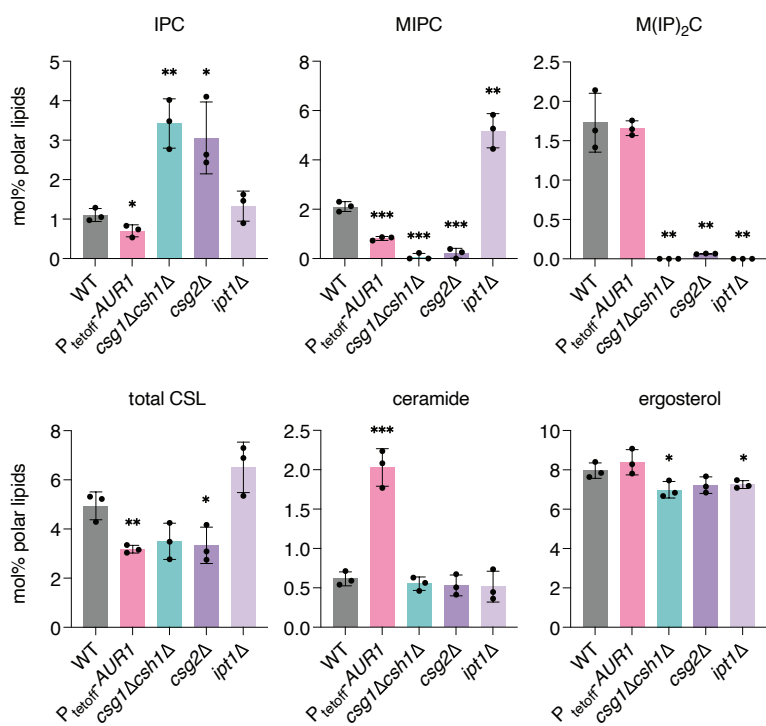 IPC
MIPC
M(IP)₂C
mol% polar lipids
5
4
3
2
1
0
** *
*
8
6
4
2
0
**
*** *** ***
2.5
2.0
1.5
1.0
0.5
0.0
** ** **
WT
Ptetoff-AUR1
csg1Δcsh1Δ
csg2Δ
ipt1Δ
WT
Ptetoff-AUR1
csg1Δcsh1Δ
csg2Δ
ipt1Δ
WT
Ptetoff-AUR1
csg1Δcsh1Δ
csg2Δ
ipt1Δ
total CSL
ceramide
ergosterol
mol% polar lipids
8
6
4
2
0
** *
2.5
2.0
1.5
1.0
0.5
0.0
***
10
8
6
4
2
0
* *
WT
Ptetoff-AUR1
csg1Δcsh1Δ
csg2Δ
ipt1Δ
WT
Ptetoff-AUR1
csg1Δcsh1Δ
csg2Δ
ipt1Δ
WT
Ptetoff-AUR1
csg1Δcsh1Δ
csg2Δ
ipt1Δ